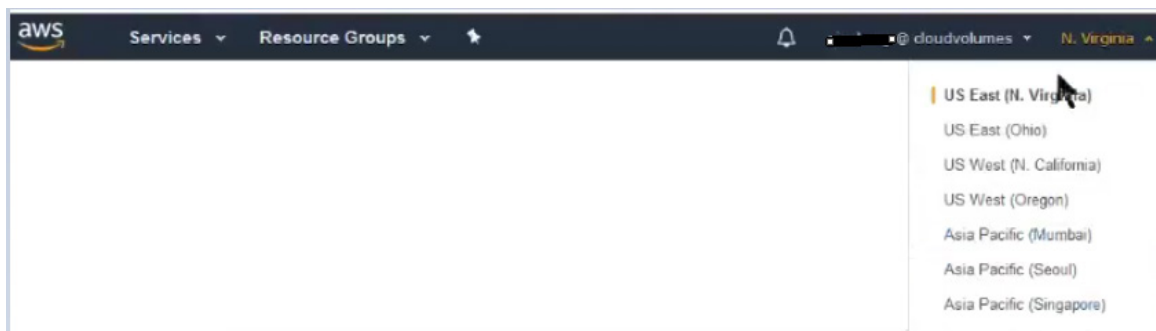 aws Services Resource Groups @ cloudvolumes N. Virginia
US East (N. Virginia)
US East (Ohio)
US West (N. California)
US West (Oregon)
Asia Pacific (Mumbai)
Asia Pacific (Seoul)
Asia Pacific (Singapore)